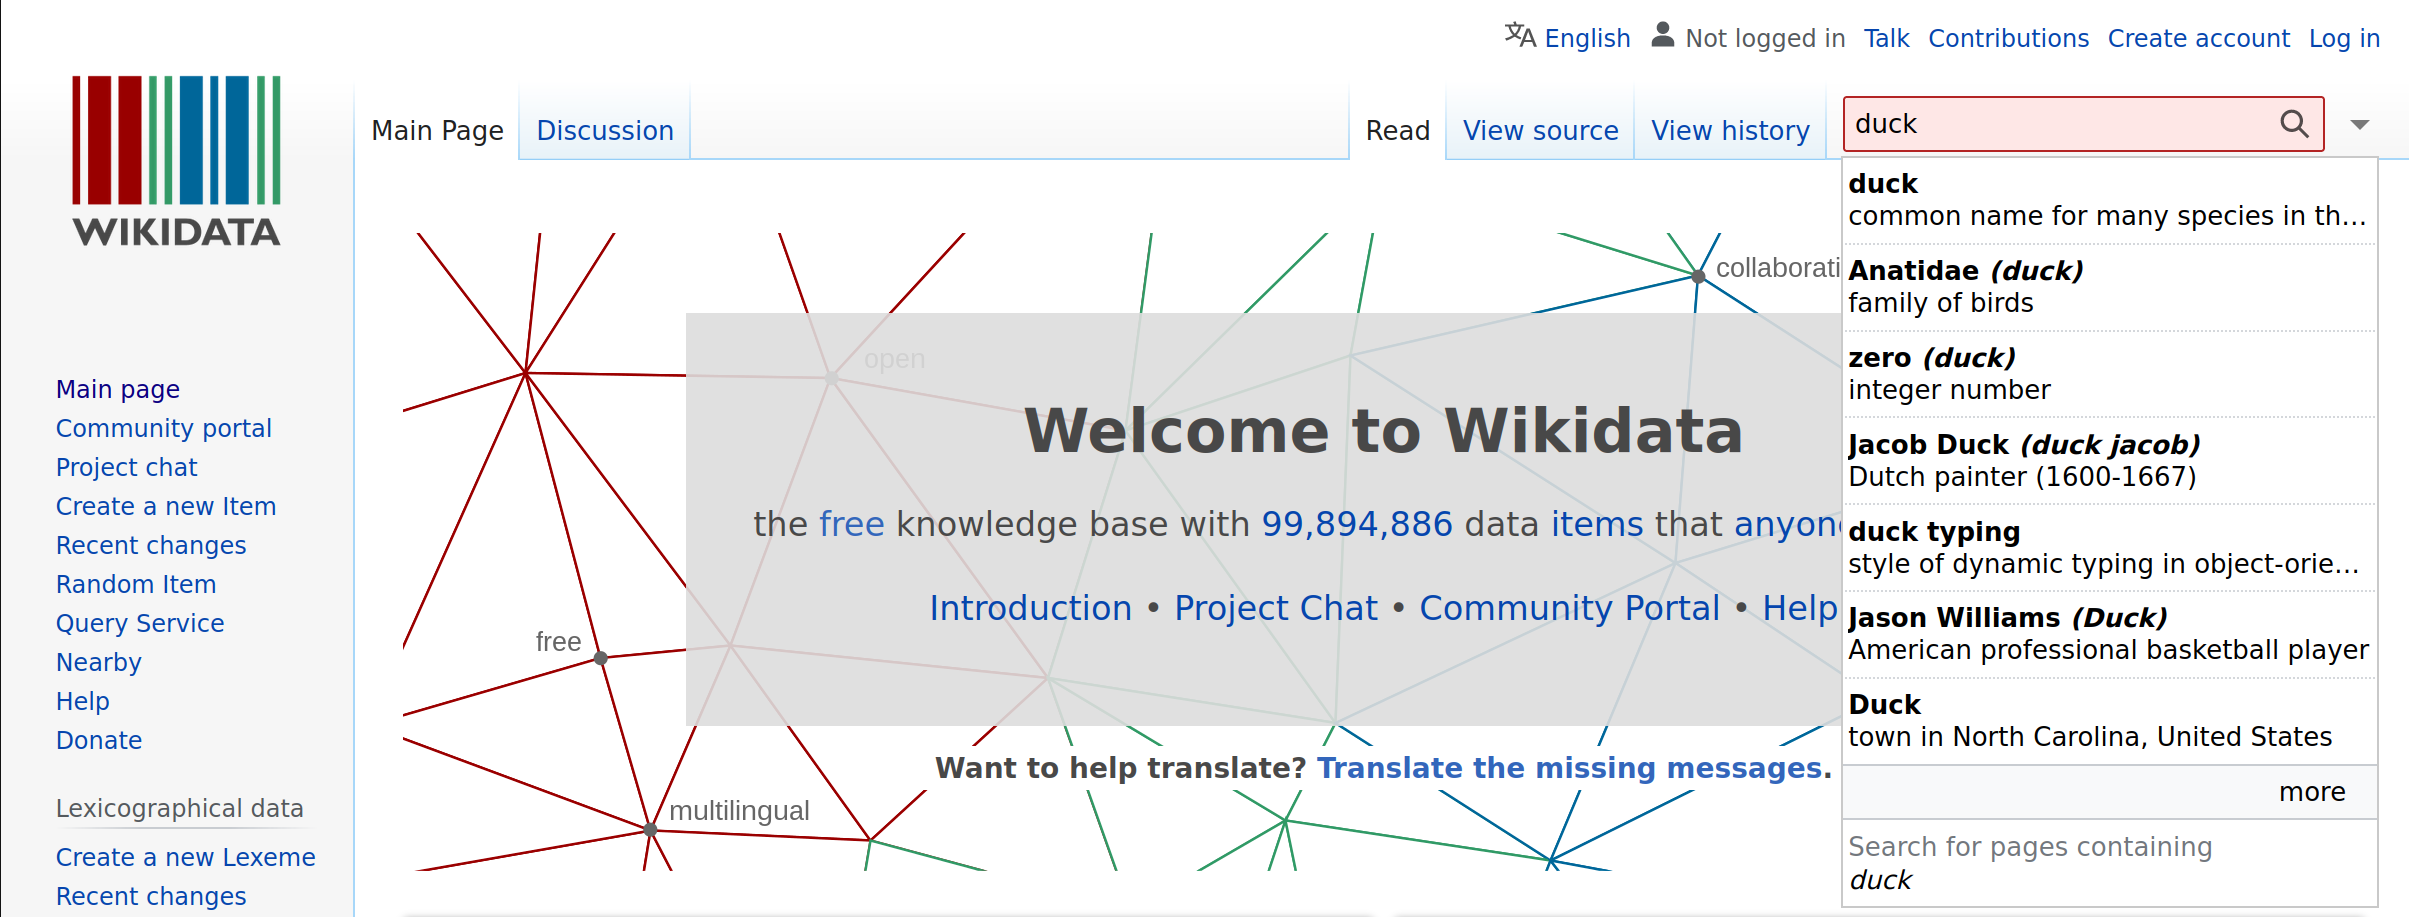 English Not logged in Talk Contributions Create account Log in
WIKIDATA
Main Page Discussion Read View source View history
duck
duck
common name for many species in th...
Anatidae (duck)
family of birds
zero (duck)
integer number
Jacob Duck (duck jacob)
Dutch painter (1600-1667)
duck typing
style of dynamic typing in object-orie...
Jason Williams (Duck)
American professional basketball player
Duck
town in North Carolina, United States
more
Search for pages containing
duck
Main page
Community portal
Project chat
Create a new Item
Recent changes
Random Item
Query Service
Nearby
Help
Donate
Lexicographical data
Create a new Lexeme
Recent changes
collaborati
open
Welcome to Wikidata
the free knowledge base with 99,894,886 data items that anyon
Introduction • Project Chat • Community Portal • Help
free
Want to help translate? Translate the missing messages.
multilingual